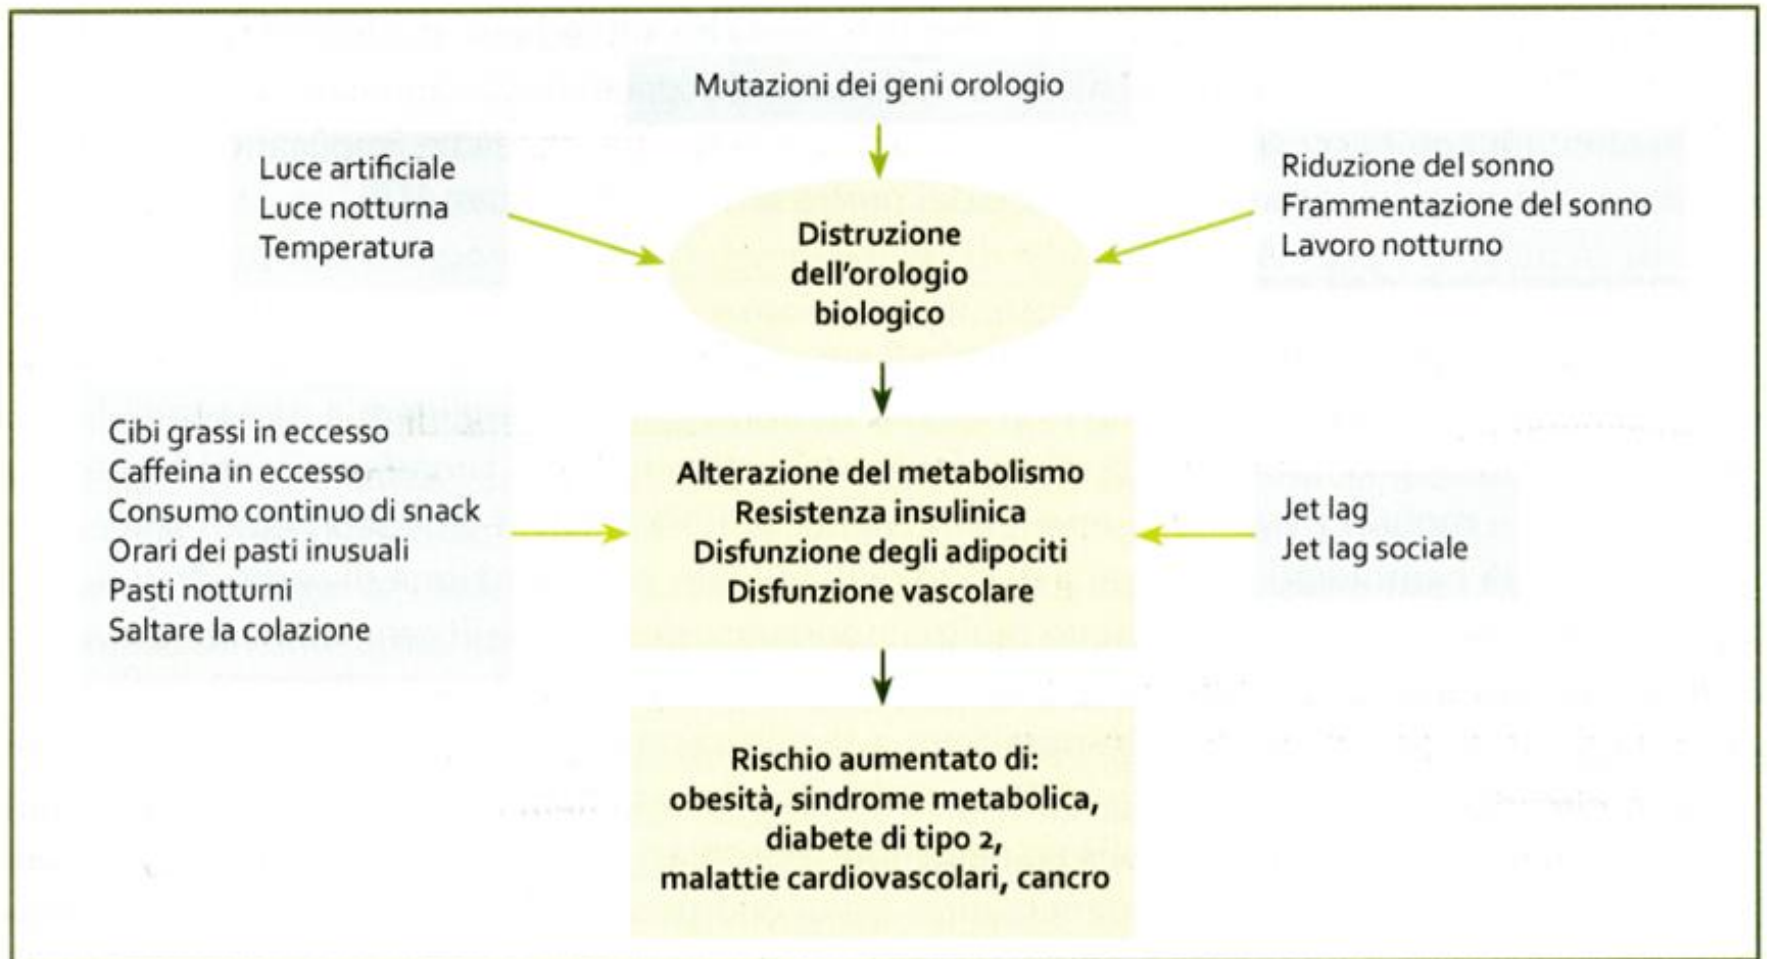 Mutazioni dei geni orologio
Luce artificiale
Luce notturna
Temperatura
Distruzione
dell'orologio
biologico
Riduzione del sonno
Frammentazione del sonno
Lavoro notturno
Cibi grassi in eccesso
Caffeina in eccesso
Consumo continuo di snack
Orari dei pasti inusuali
Pasti notturni
Saltare la colazione
Alterazione del metabolismo
Resistenza insulinica
Disfunzione degli adipociti
Disfunzione vascolare
Jet lag
Jet lag sociale
Rischio aumentato di:
obesità, sindrome metabolica,
diabete di tipo 2,
malattie cardiovascolari, cancro